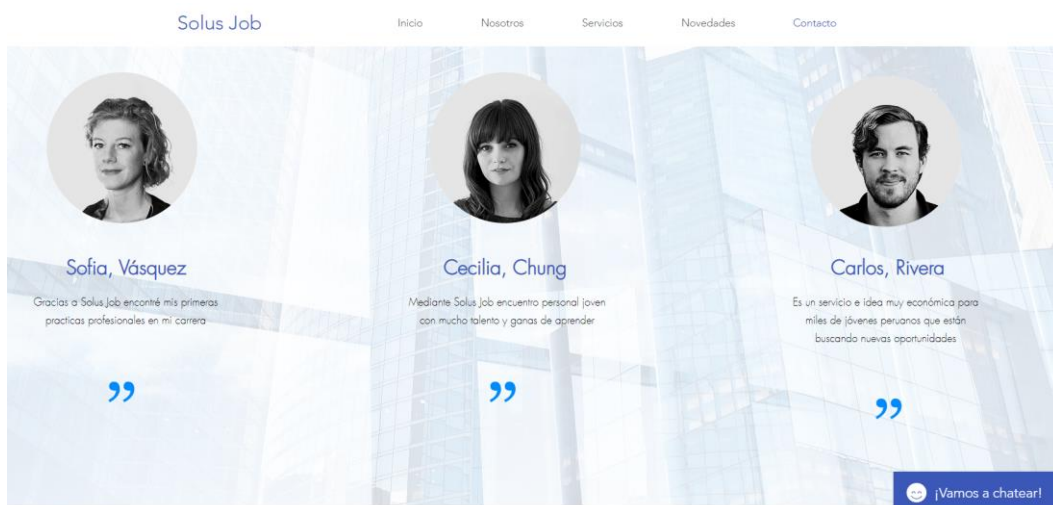 Solus Job
Inicio
Nosotros
Servicios
Novedades
Contacto
Sofia, Vásquez
Gracias a Solus Job encontré mis primeras
practicas profesionales en mi carrera
”
Cecilia, Chung
Mediante Solus Job encuentro personal joven
con mucho talento y ganas de aprender
”
Carlos, Rivera
Es un servicio e idea muy económica para
miles de jóvenes peruanos que están
buscando nuevas oportunidades
”
¡Vamos a chatear!